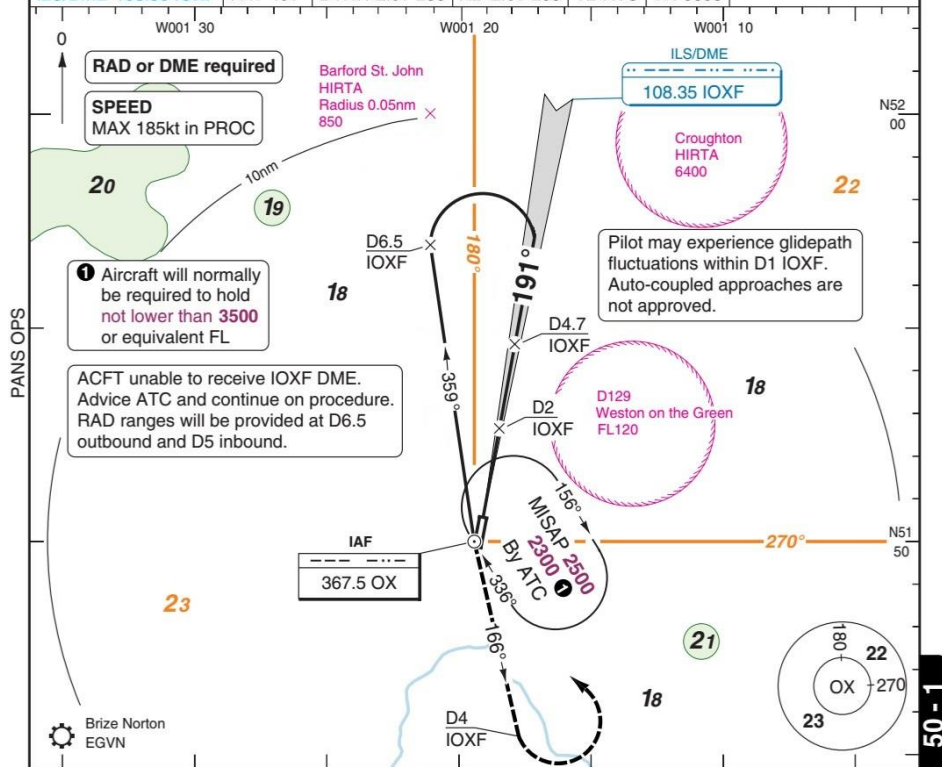 W001 30
W001 20
W001 10
0
RAD or DME required
SPEED
MAX 185kt in PROC
Barford St. John
HIRTA
Radius 0.05nm
850
ILS/DME
108.35 IOXF
N52
00
Croughton
HIRTA
6400
10nm
20
19
22
D6.5
IOXF
180°
191°
Pilot may experience glidepath
fluctuations within D1 IOXF.
Auto-coupled approaches are
not approved.
1 Aircraft will normally
be required to hold
not lower than 3500
or equivalent FL
18
PANS OPS
D4.7
IOXF
359°
ACFT unable to receive IOXF DME.
Advice ATC and continue on procedure.
RAD ranges will be provided at D6.5
outbound and D5 inbound.
D2
IOXF
D129
Weston on the Green
FL120
18
156°
MISAP 2500
2300 1
By ATC
336°
IAF
367.5 OX
270°
N51
50
23
166°
21
18
D4
IOXF
Brize Norton
EGVN
180
22
OX
270
23
50 - 1